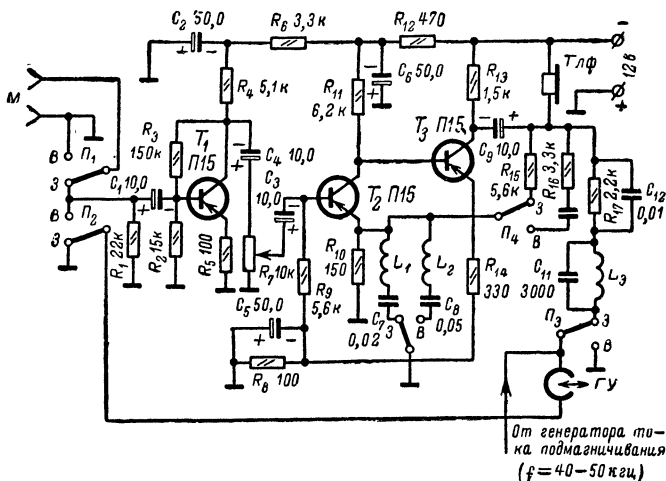 C₂ 50,0
R₆ 3,3к
R₁₂ 470
R₄ 5,1к
R₁₁ 6,2к
C₆ 50,0
R₁₃ 1,5к
Тлф
12в
М
В П₁
З
R₃ 150к
T₁ П15
C₄ 10,0
C₃ 10,0
T₃ П15
T₂ П15
C₉ 10,0
R₁₅ 5,6к
R₁₆ 3,3к
R₁₇ 2,2к
C₁₂ 0,01
C₁ 10,0
В П₂
З
R₁ 22к
R₂ 15к
R₅ 100
R₇ 10к
R₉ 5,6к
R₁₀ 150
L₁
L₂
З
П₄
В
R₁₄ 330
C₁₁ 3000
L₃
C₅ 50,0
R₈ 100
C₇ 0,02
З
В
C₈ 0,05
П₃
З
В
ГУ
От генератора то-
ка подмагничивания
(f=40–50кгц)